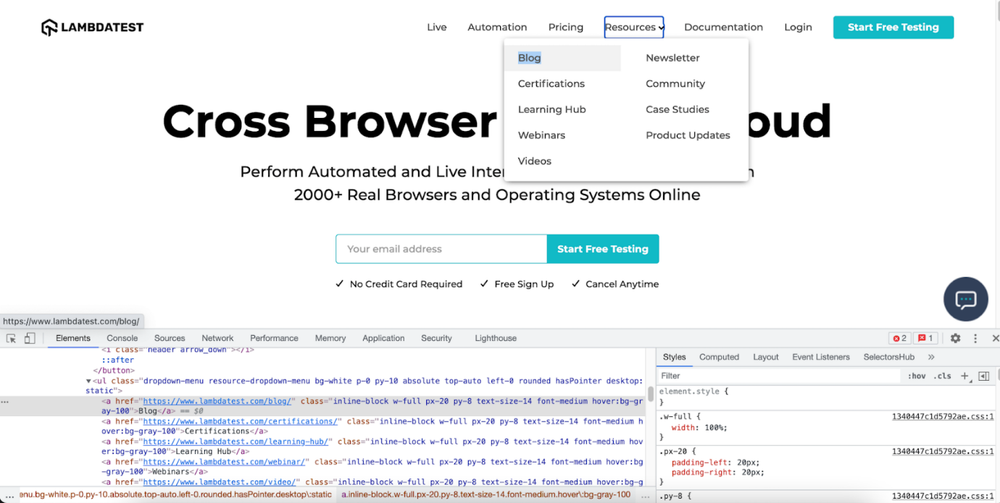 LAMBDATEST
Live Automation Pricing Resources Documentation Login Start Free Testing
Blog Newsletter
Certifications Community
Learning Hub Case Studies
Webinars Product Updates
Videos
Cross Browser oud
Perform Automated and Live Inter n
2000+ Real Browsers and Operating Systems Online
Your email address Start Free Testing
✓ No Credit Card Required ✓ Free Sign Up ✓ Cancel Anytime
https://www.lambdatest.com/blog/
Elements Console Sources Network Performance Memory Application Security Lighthouse 2 1
<i class="header arrow_down"></i>
::after
</button>
▼<ul class="dropdown-menu resource-dropdown-menu bg-white p-0 py-10 absolute top-auto left-0 rounded hasPointer desktop:
static">
<a href="https://www.lambdatest.com/blog/" class="inline-block w-full px-20 py-8 text-size-14 font-medium hover:bg-gr
ay-100">Blog</a> == $0
<a href="https://www.lambdatest.com/certifications/" class="inline-block w-full px-20 py-8 text-size-14 font-medium h
over:bg-gray-100">Certifications</a>
<a href="https://www.lambdatest.com/learning-hub/" class="inline-block w-full px-20 py-8 text-size-14 font-medium hov
er:bg-gray-100">Learning Hub</a>
<a href="https://www.lambdatest.com/webinar/" class="inline-block w-full px-20 py-8 text-size-14 font-medium hover:bg
-gray-100">Webinars</a>
<a href="https://www.lambdatest.com/video/" class="inline-block w-full px-20 py-8 text-size-14 font-medium hover:bg-g
... enu.bg-white.p-0.py-10.absolute.top-auto.left-0.rounded.hasPointer.desktop\:static a.inline-block.w-full.px-20.py-8.text-size-14.font-medium.hover\:bg-gray-100 ...
Styles Computed Layout Event Listeners SelectorsHub »
Filter :hov .cls +
element.style {
}
.w-full { 1340447c1d5792ae.css:1
width: 100%;
}
.px-20 { 1340447c1d5792ae.css:1
padding-left: 20px;
padding-right: 20px;
}
.py-8 { 1340447c1d5792ae.css:1